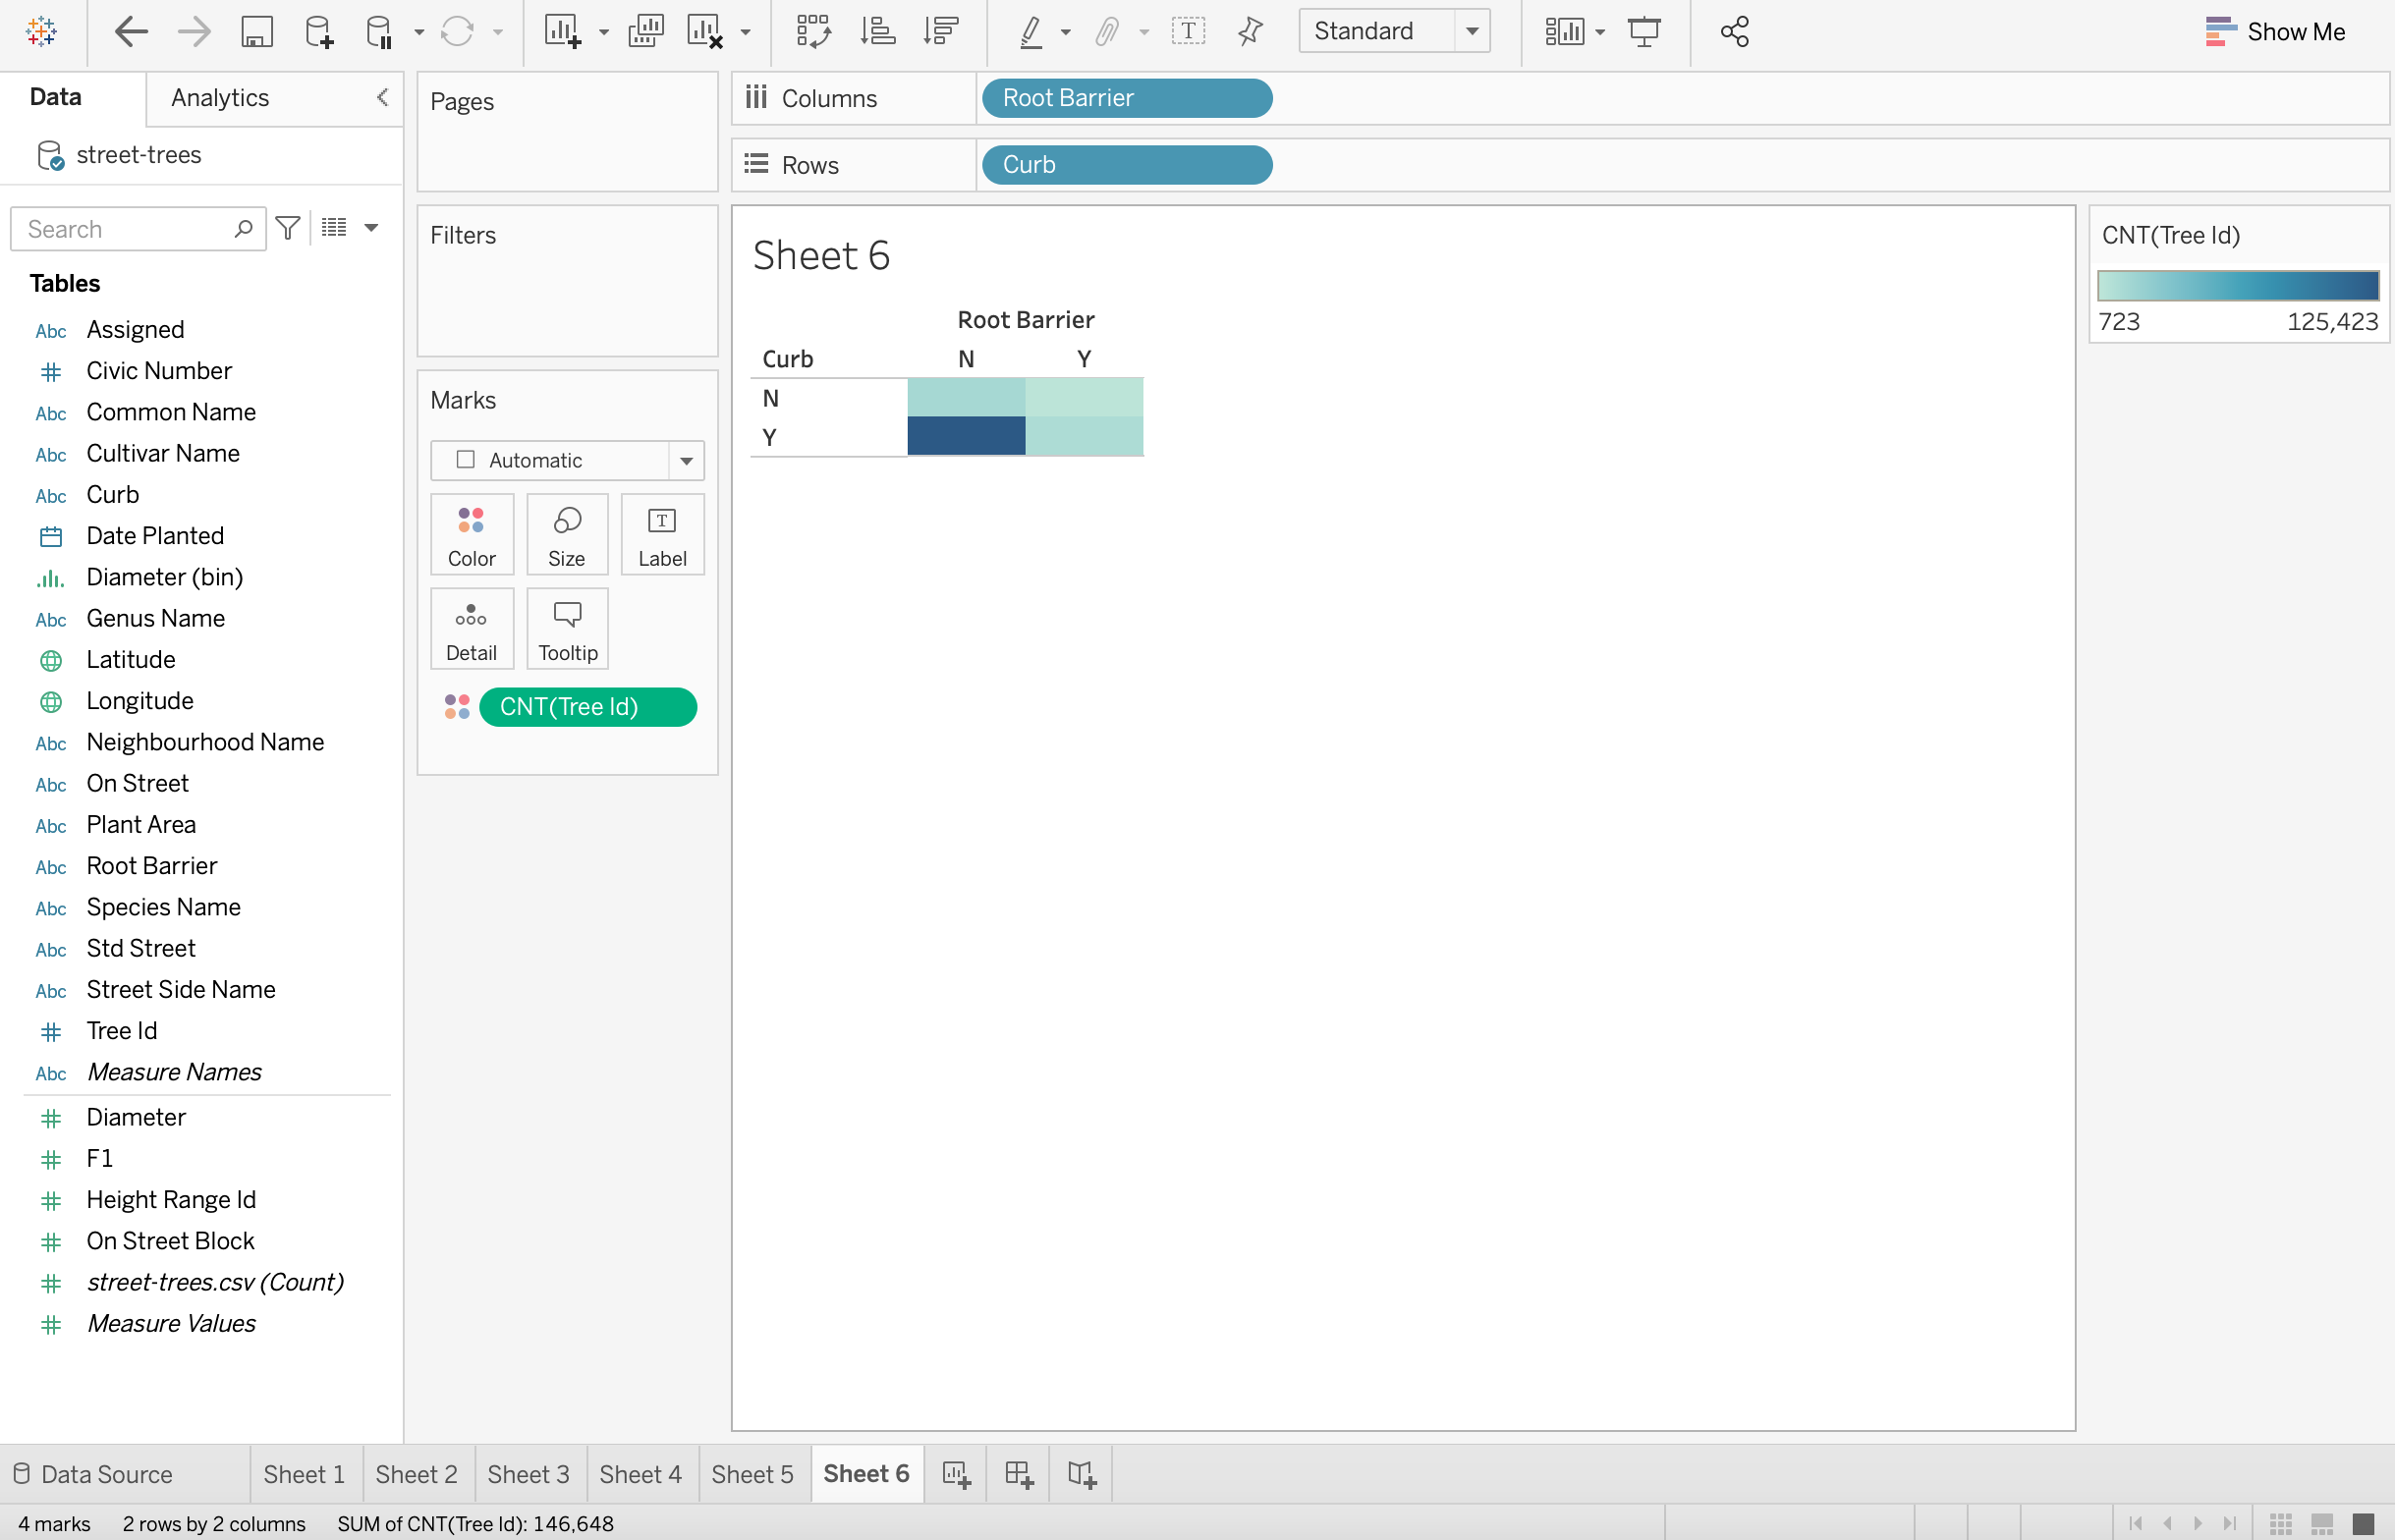 Standard
Show Me
Data
Analytics
street-trees
Search
Tables
Abc Assigned
Civic Number
Abc Common Name
Abc Cultivar Name
Abc Curb
Date Planted
Diameter (bin)
Abc Genus Name
Latitude
Longitude
Abc Neighbourhood Name
Abc On Street
Abc Plant Area
Abc Root Barrier
Abc Species Name
Abc Std Street
Abc Street Side Name
Tree Id
Abc Measure Names
Diameter
F1
Height Range Id
On Street Block
street-trees.csv (Count)
Measure Values
Pages
Filters
Marks
Automatic
Color Size T Label
Detail Tooltip
CNT(Tree Id)
Columns Root Barrier
Rows Curb
Sheet 6
Root Barrier
Curb N Y
N
Y
CNT(Tree Id)
723 125,423
Data Source Sheet 1 Sheet 2 Sheet 3 Sheet 4 Sheet 5 Sheet 6
4 marks 2 rows by 2 columns SUM of CNT(Tree Id): 146,648